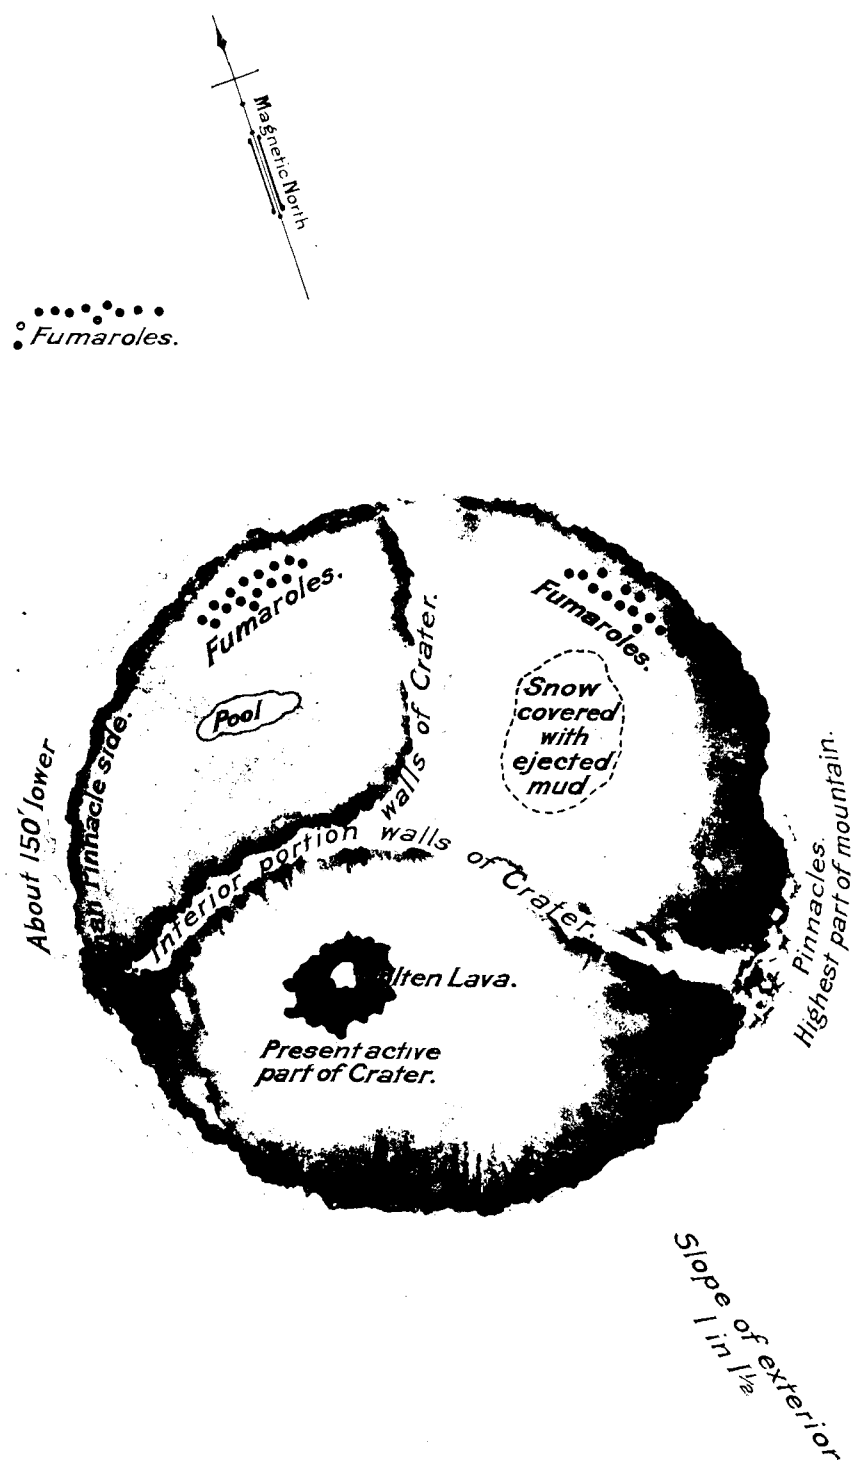 Magnetic North
Fumaroles.
Fumaroles.
Fumaroles.
Pool
Snow
covered
with
ejected
mud
walls of Crater.
Interior portion walls of Crater.
About 150' lower
Pinnacle side.
Pinnacles.
Highest part of mountain.
Lava.
Present active
part of Crater.
Slope of exterior
1 in 1½